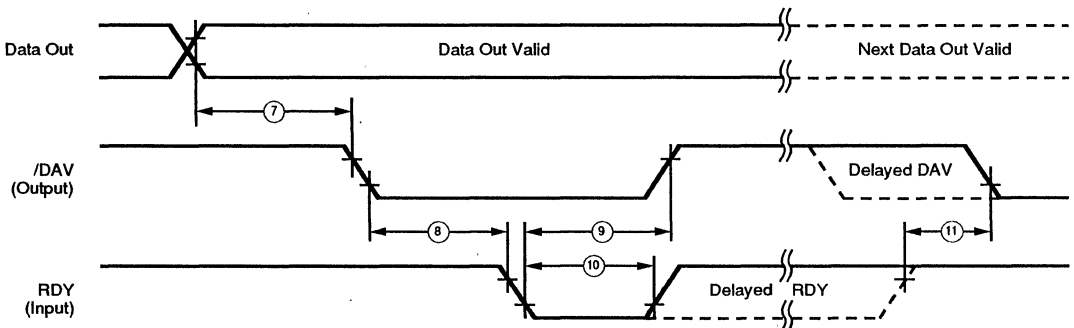 Data Out
Data Out Valid
Next Data Out Valid
7
/DAV
(Output)
Delayed DAV
8
9
11
10
RDY
(Input)
Delayed RDY